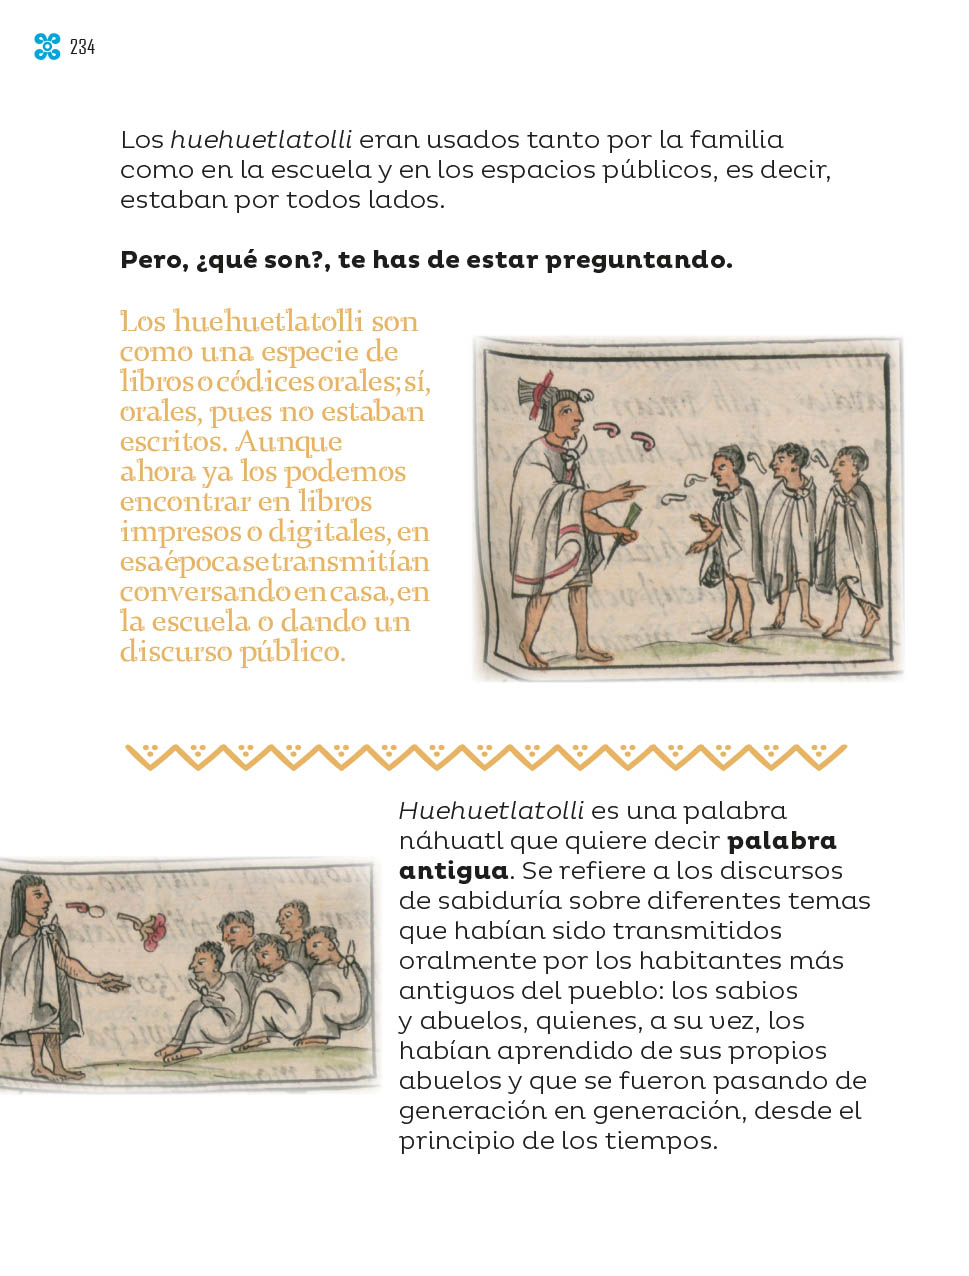 234
Los huehuetlatolli eran usados tanto por la familia
como en la escuela y en los espacios públicos, es decir,
estaban por todos lados.
Pero, ¿qué son?, te has de estar preguntando.
Los huehuetlatolli son
como una especie de
libros o códices orales; sí,
orales, pues no estaban
escritos. Aunque
ahora ya los podemos
encontrar en libros
impresos o digitales, en
esa época se transmitían
conversando en casa, en
la escuela o dando un
discurso público.
Huehuetlatolli es una palabra
náhuatl que quiere decir palabra
antigua. Se refiere a los discursos
de sabiduría sobre diferentes temas
que habían sido transmitidos
oralmente por los habitantes más
antiguos del pueblo: los sabios
y abuelos, quienes, a su vez, los
habían aprendido de sus propios
abuelos y que se fueron pasando de
generación en generación, desde el
principio de los tiempos.